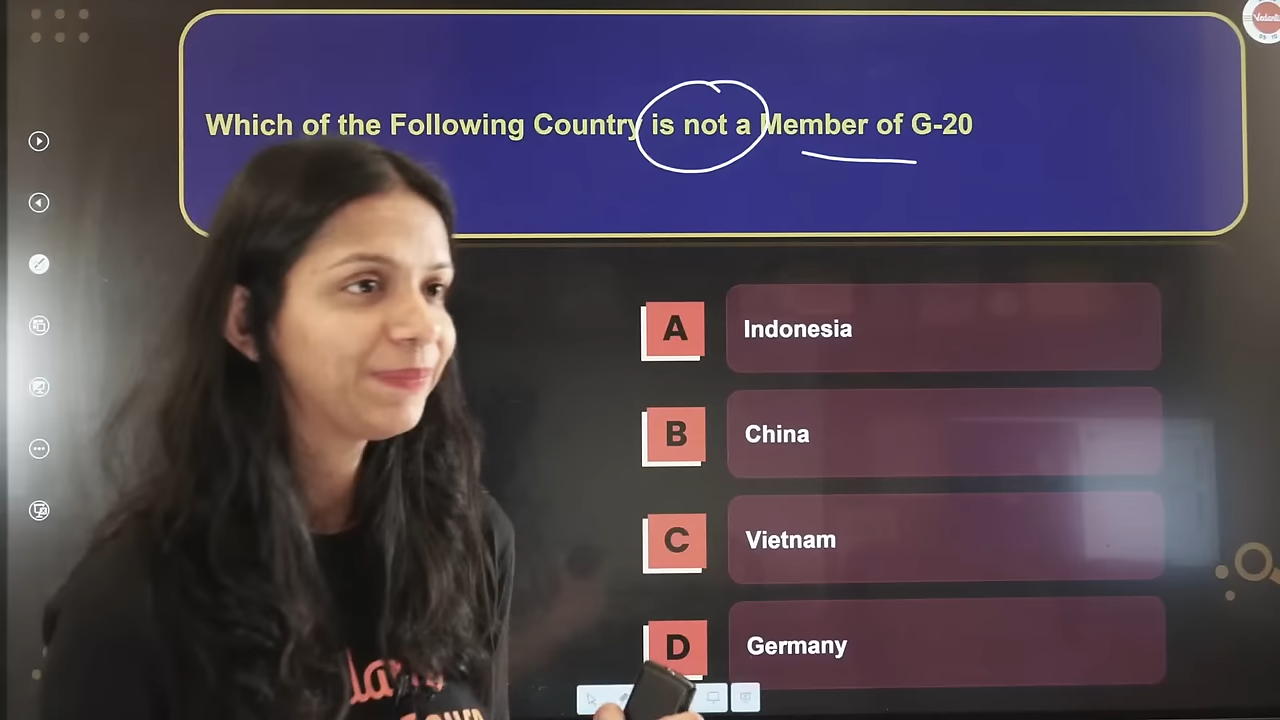 Which of the Following Country is not a Member of G-20
A
Indonesia
B
China
C
Vietnam
D
Germany